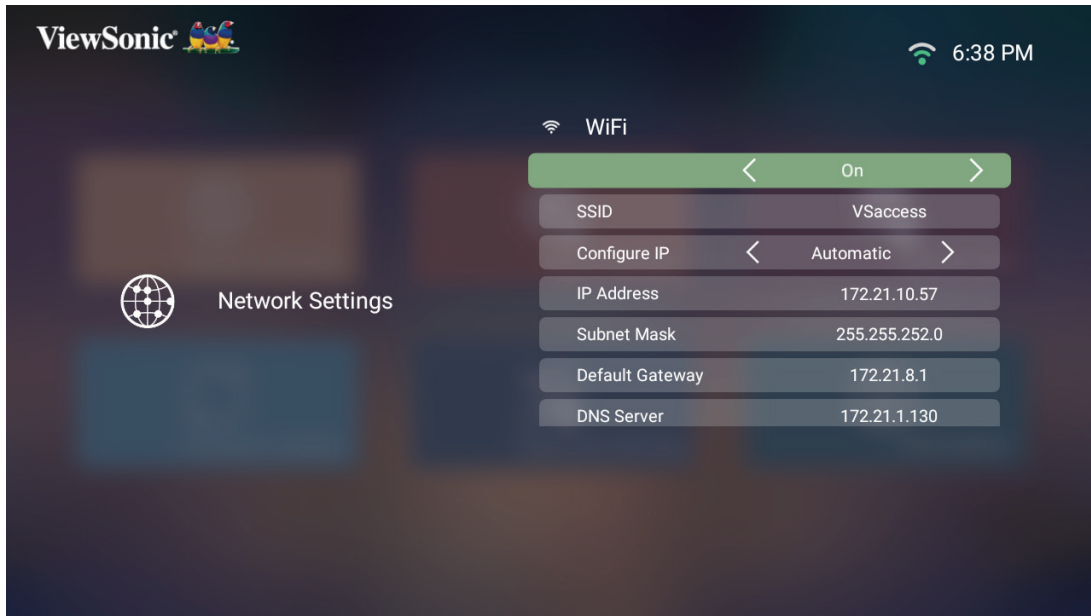 ViewSonic
6:38 PM
WiFi
On
SSID VSaccess
Configure IP Automatic
IP Address 172.21.10.57
Network Settings
Subnet Mask 255.255.252.0
Default Gateway 172.21.8.1
DNS Server 172.21.1.130